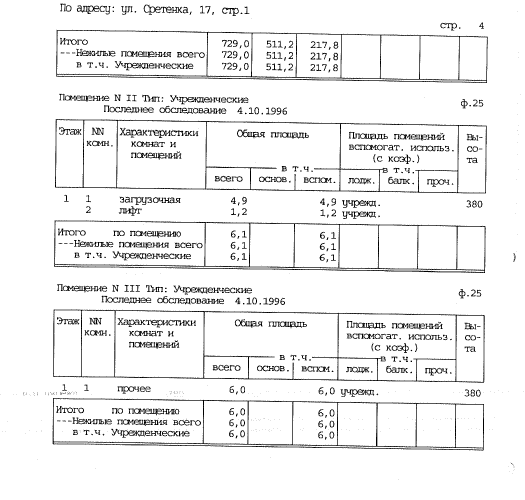 По адресу: ул. Сретенка, 17, стр.1
стр. 4
Итого 729,0 511,2 217,8
---Нежилые помещения всего 729,0 511,2 217,8
в т.ч. Учрежденческие 729,0 511,2 217,8
Помещение N II Тип: Учрежденческие ф.25
Последнее обследование 4.10.1996
Этаж NN комн. Характеристики комнат и помещений Общая площадь Площадь помещений вспомогат. использ. (с коэф.) Вы-со-та
в т.ч. в т.ч.
всего основ. вспом. лодж. балк. проч.
1 1 загрузочная 4,9 4,9 учрежд. 380
2 лифт 1,2 1,2 учрежд.
Итого по помещению 6,1 6,1
---Нежилые помещения всего 6,1 6,1
в т.ч. Учрежденческие 6,1 6,1
Помещение N III Тип: Учрежденческие ф.25
Последнее обследование 4.10.1996
Этаж NN комн. Характеристики комнат и помещений Общая площадь Площадь помещений вспомогат. использ. (с коэф.) Вы-со-та
в т.ч. в т.ч.
всего основ. вспом. лодж. балк. проч.
1 1 прочее 6,0 6,0 учрежд. 380
Итого по помещению 6,0 6,0
---Нежилые помещения всего 6,0 6,0
в т.ч. Учрежденческие 6,0 6,0